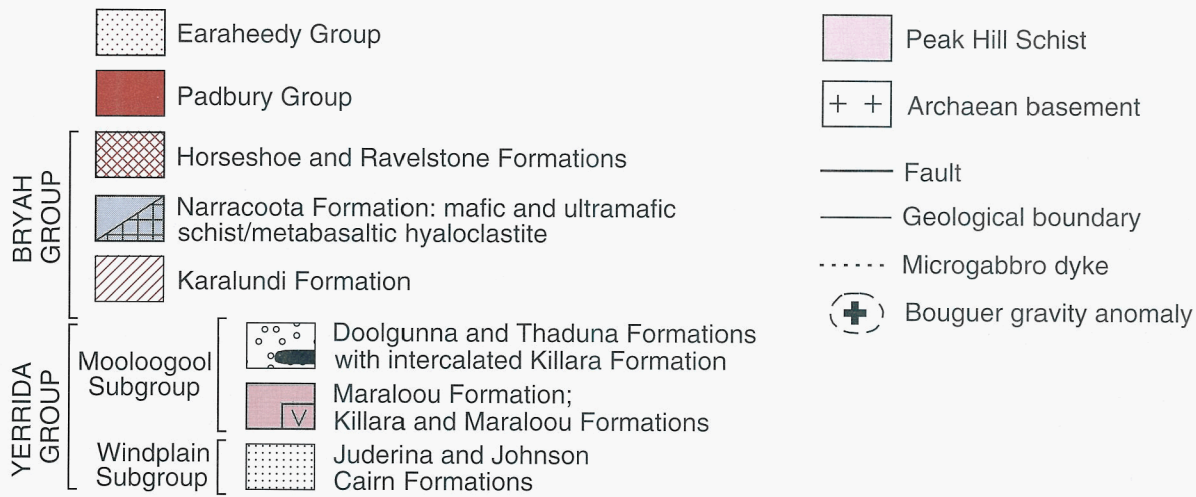 Earaheedy Group
Padbury Group
BRYAH
GROUP
Horseshoe and Ravelstone Formations
Narracoota Formation: mafic and ultramafic
schist/metabasaltic hyaloclastite
Karalundi Formation
YERRIDA
GROUP
Mooloogool
Subgroup
Doolgunna and Thaduna Formations
with intercalated Killara Formation
Maraloou Formation;
Killara and Maraloou Formations
V
Windplain
Subgroup
Juderina and Johnson
Cairn Formations
Peak Hill Schist
+ +
Archaean basement
Fault
Geological boundary
Microgabbro dyke
Bouguer gravity anomaly